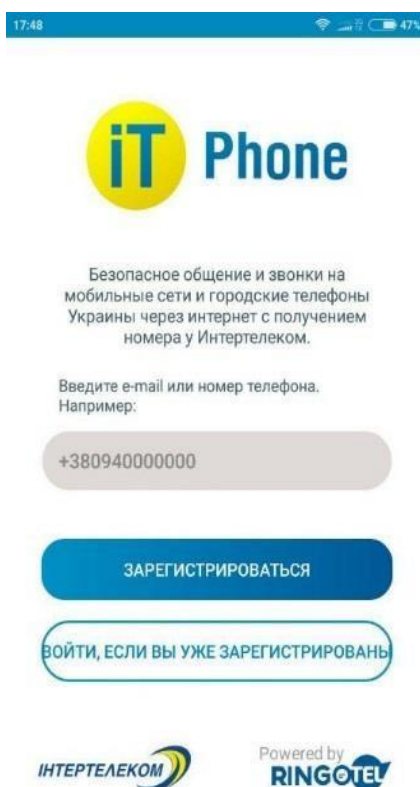 17:48
47%
iT Phone
Безопасное общение и звонки на
мобильные сети и городские телефоны
Украины через интернет с получением
номера у Интертелеком.
Введите e-mail или номер телефона.
Например:
+380940000000
ЗАРЕГИСТРИРОВАТЬСЯ
ВОЙТИ, ЕСЛИ ВЫ УЖЕ ЗАРЕГИСТРИРОВАНЫ
ІНТЕРТЕЛЕКОМ
Powered by
RINGOTEL